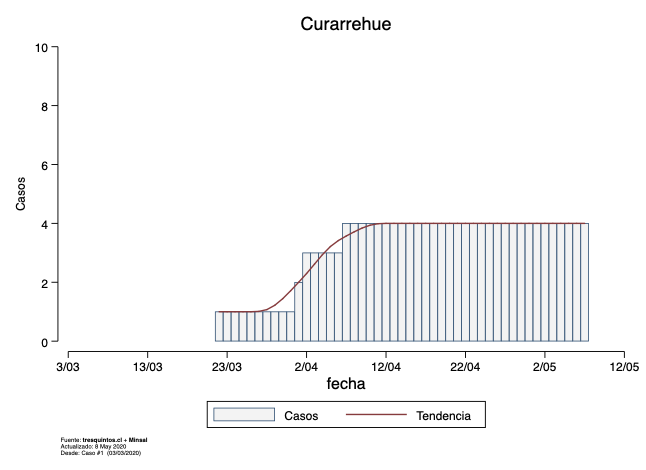 Curarrehue
10
8
6
4
2
0
Casos
3/03 13/03 23/03 2/04 12/04 22/04 2/05 12/05
fecha
Casos Tendencia
Fuente: tresquintos.cl + Minsal
Actualizado: 8 May 2020
Desde: Caso #1 (03/03/2020)